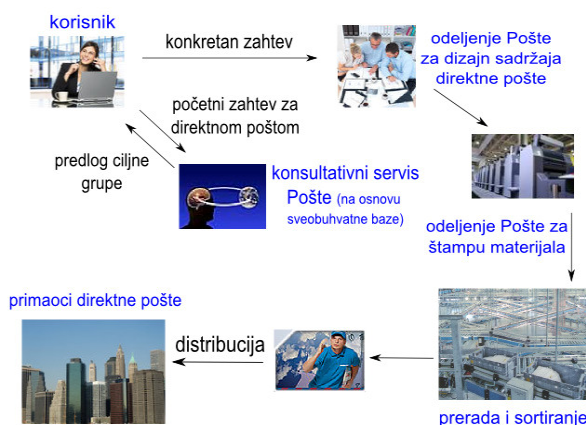 korisnik
konkretan zahtev
odeljenje Pošte
za dizajn sadržaja
direktne pošte
početni zahtev za
direktnom poštom
predlog ciljne
grupe
konsultativni servis
Pošte (na osnovu
sveobuhvatne baze)
odeljenje Pošte za
štampu materijala
primaoci direktne pošte
distribucija
prerada i sortiranje